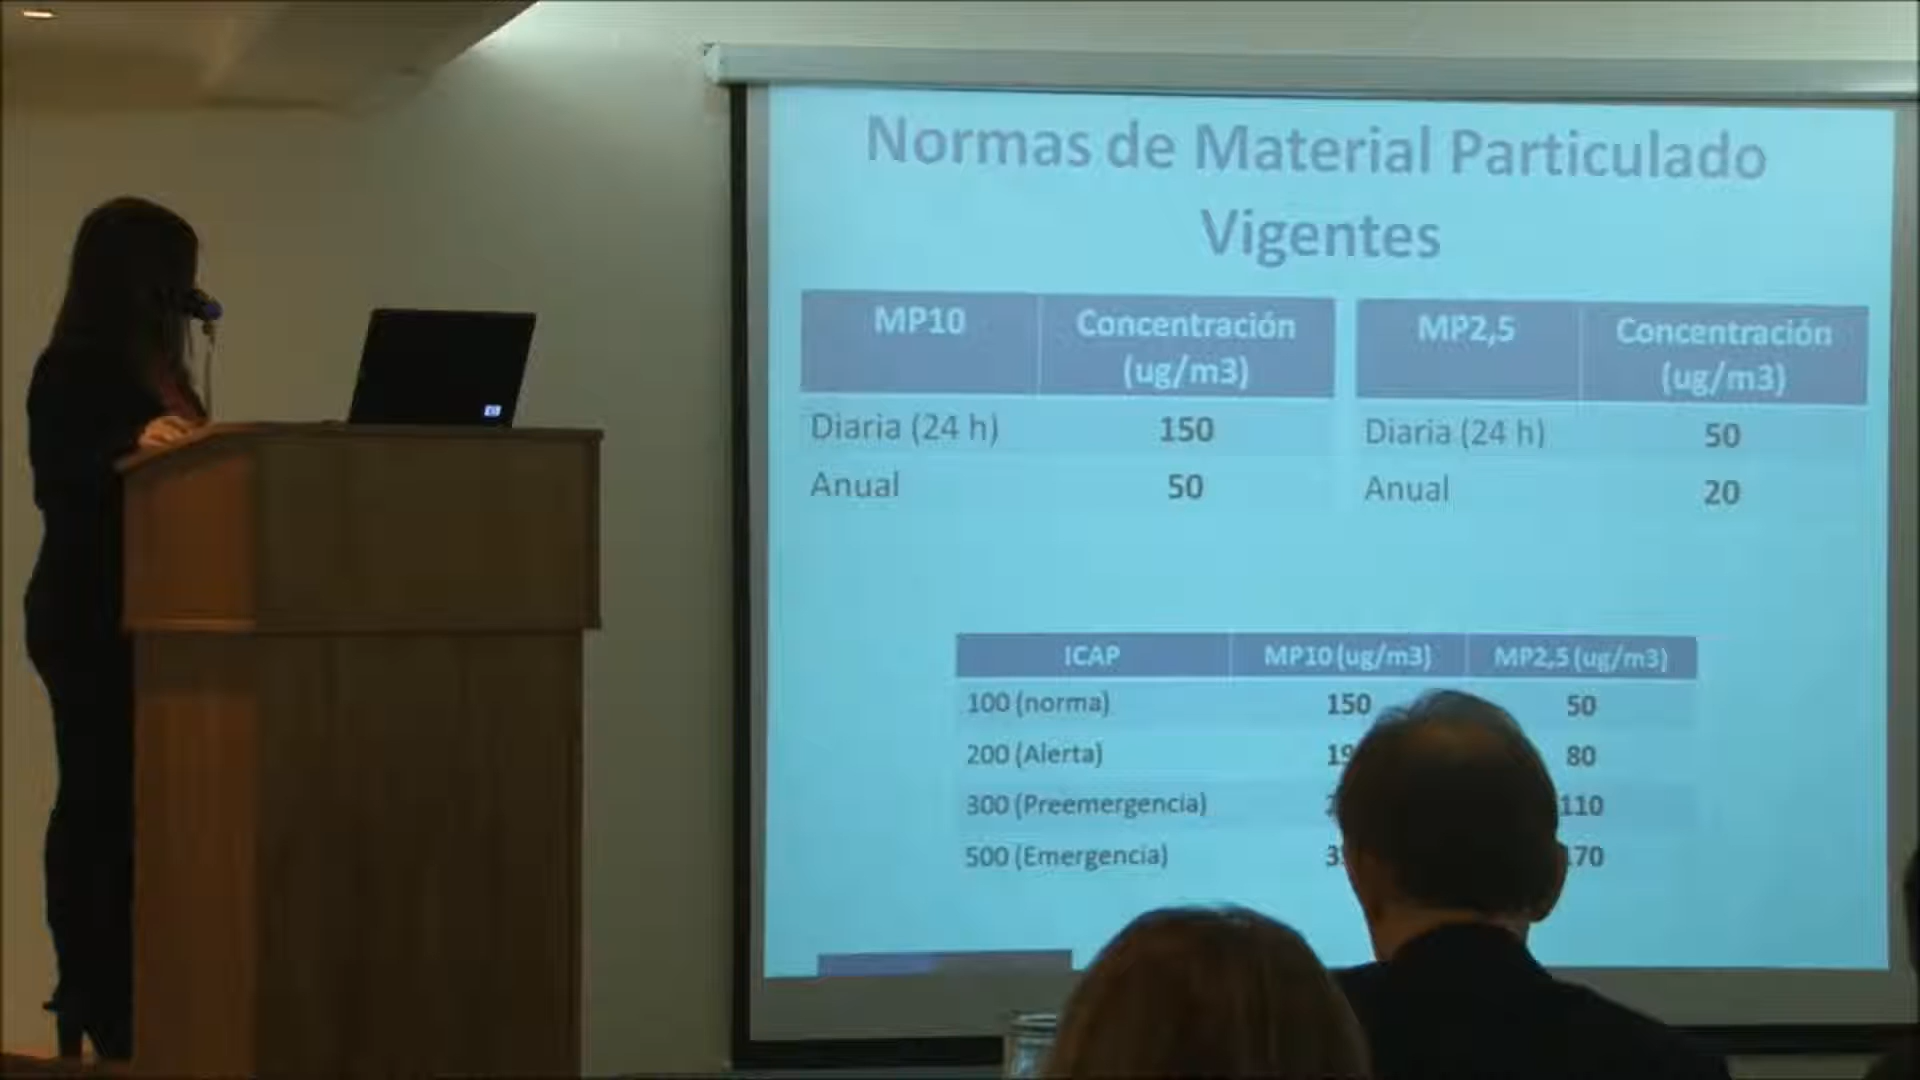 Normas de Material Particulado
Vigentes
MP10 Concentración (ug/m3)
Diaria (24 h) 150
Anual 50
MP2,5 Concentración (ug/m3)
Diaria (24 h) 50
Anual 20
ICAP MP10 (ug/m3) MP2,5 (ug/m3)
100 (norma) 150 50
200 (Alerta) 80
300 (Preemergencia) 110
500 (Emergencia)